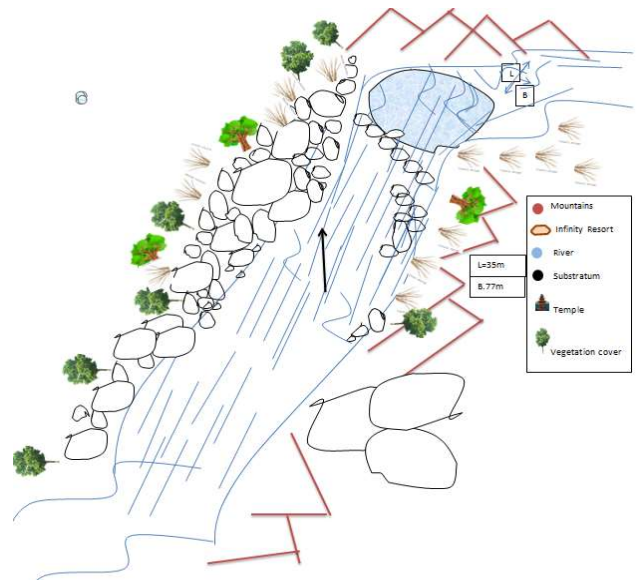 L
B
Mountains
Infinity Resort
L=35m
River
B.77m
Substratum
Temple
Vegetation cover